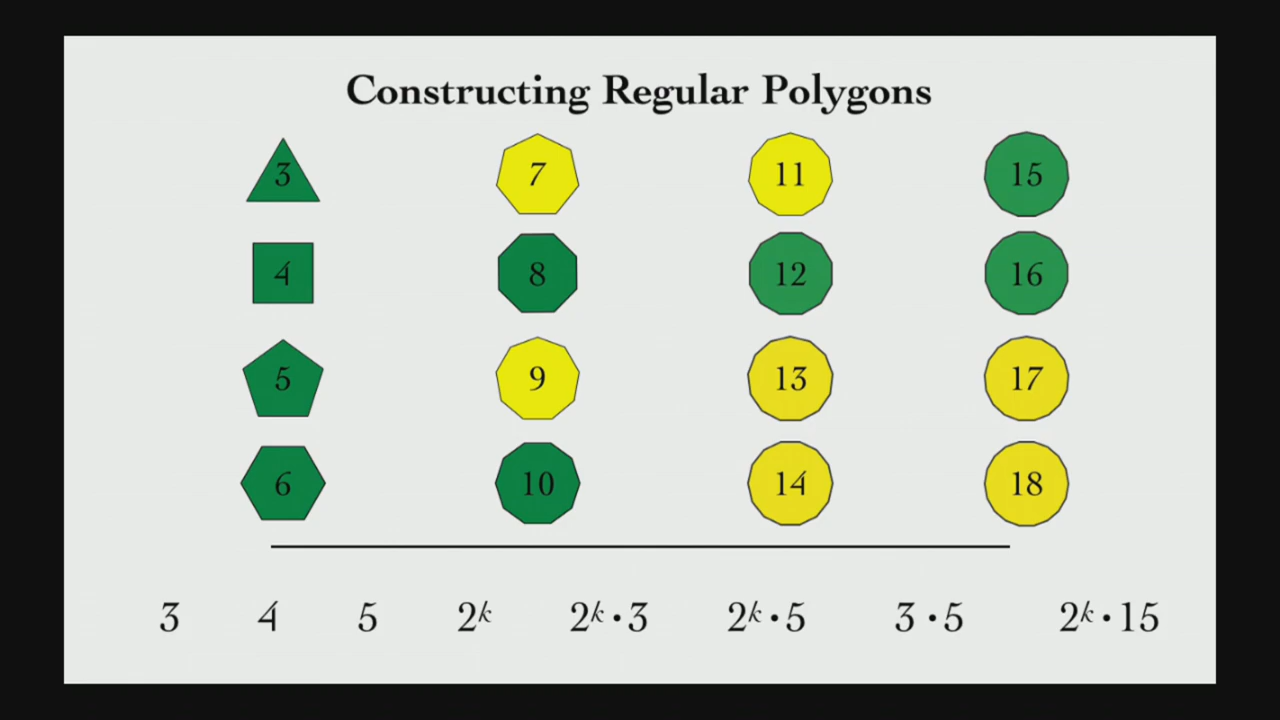 Constructing Regular Polygons
3 7 11 15
4 8 12 16
5 9 13 17
6 10 14 18
3 4 5 2ᵏ 2ᵏ·3 2ᵏ·5 3·5 2ᵏ·15